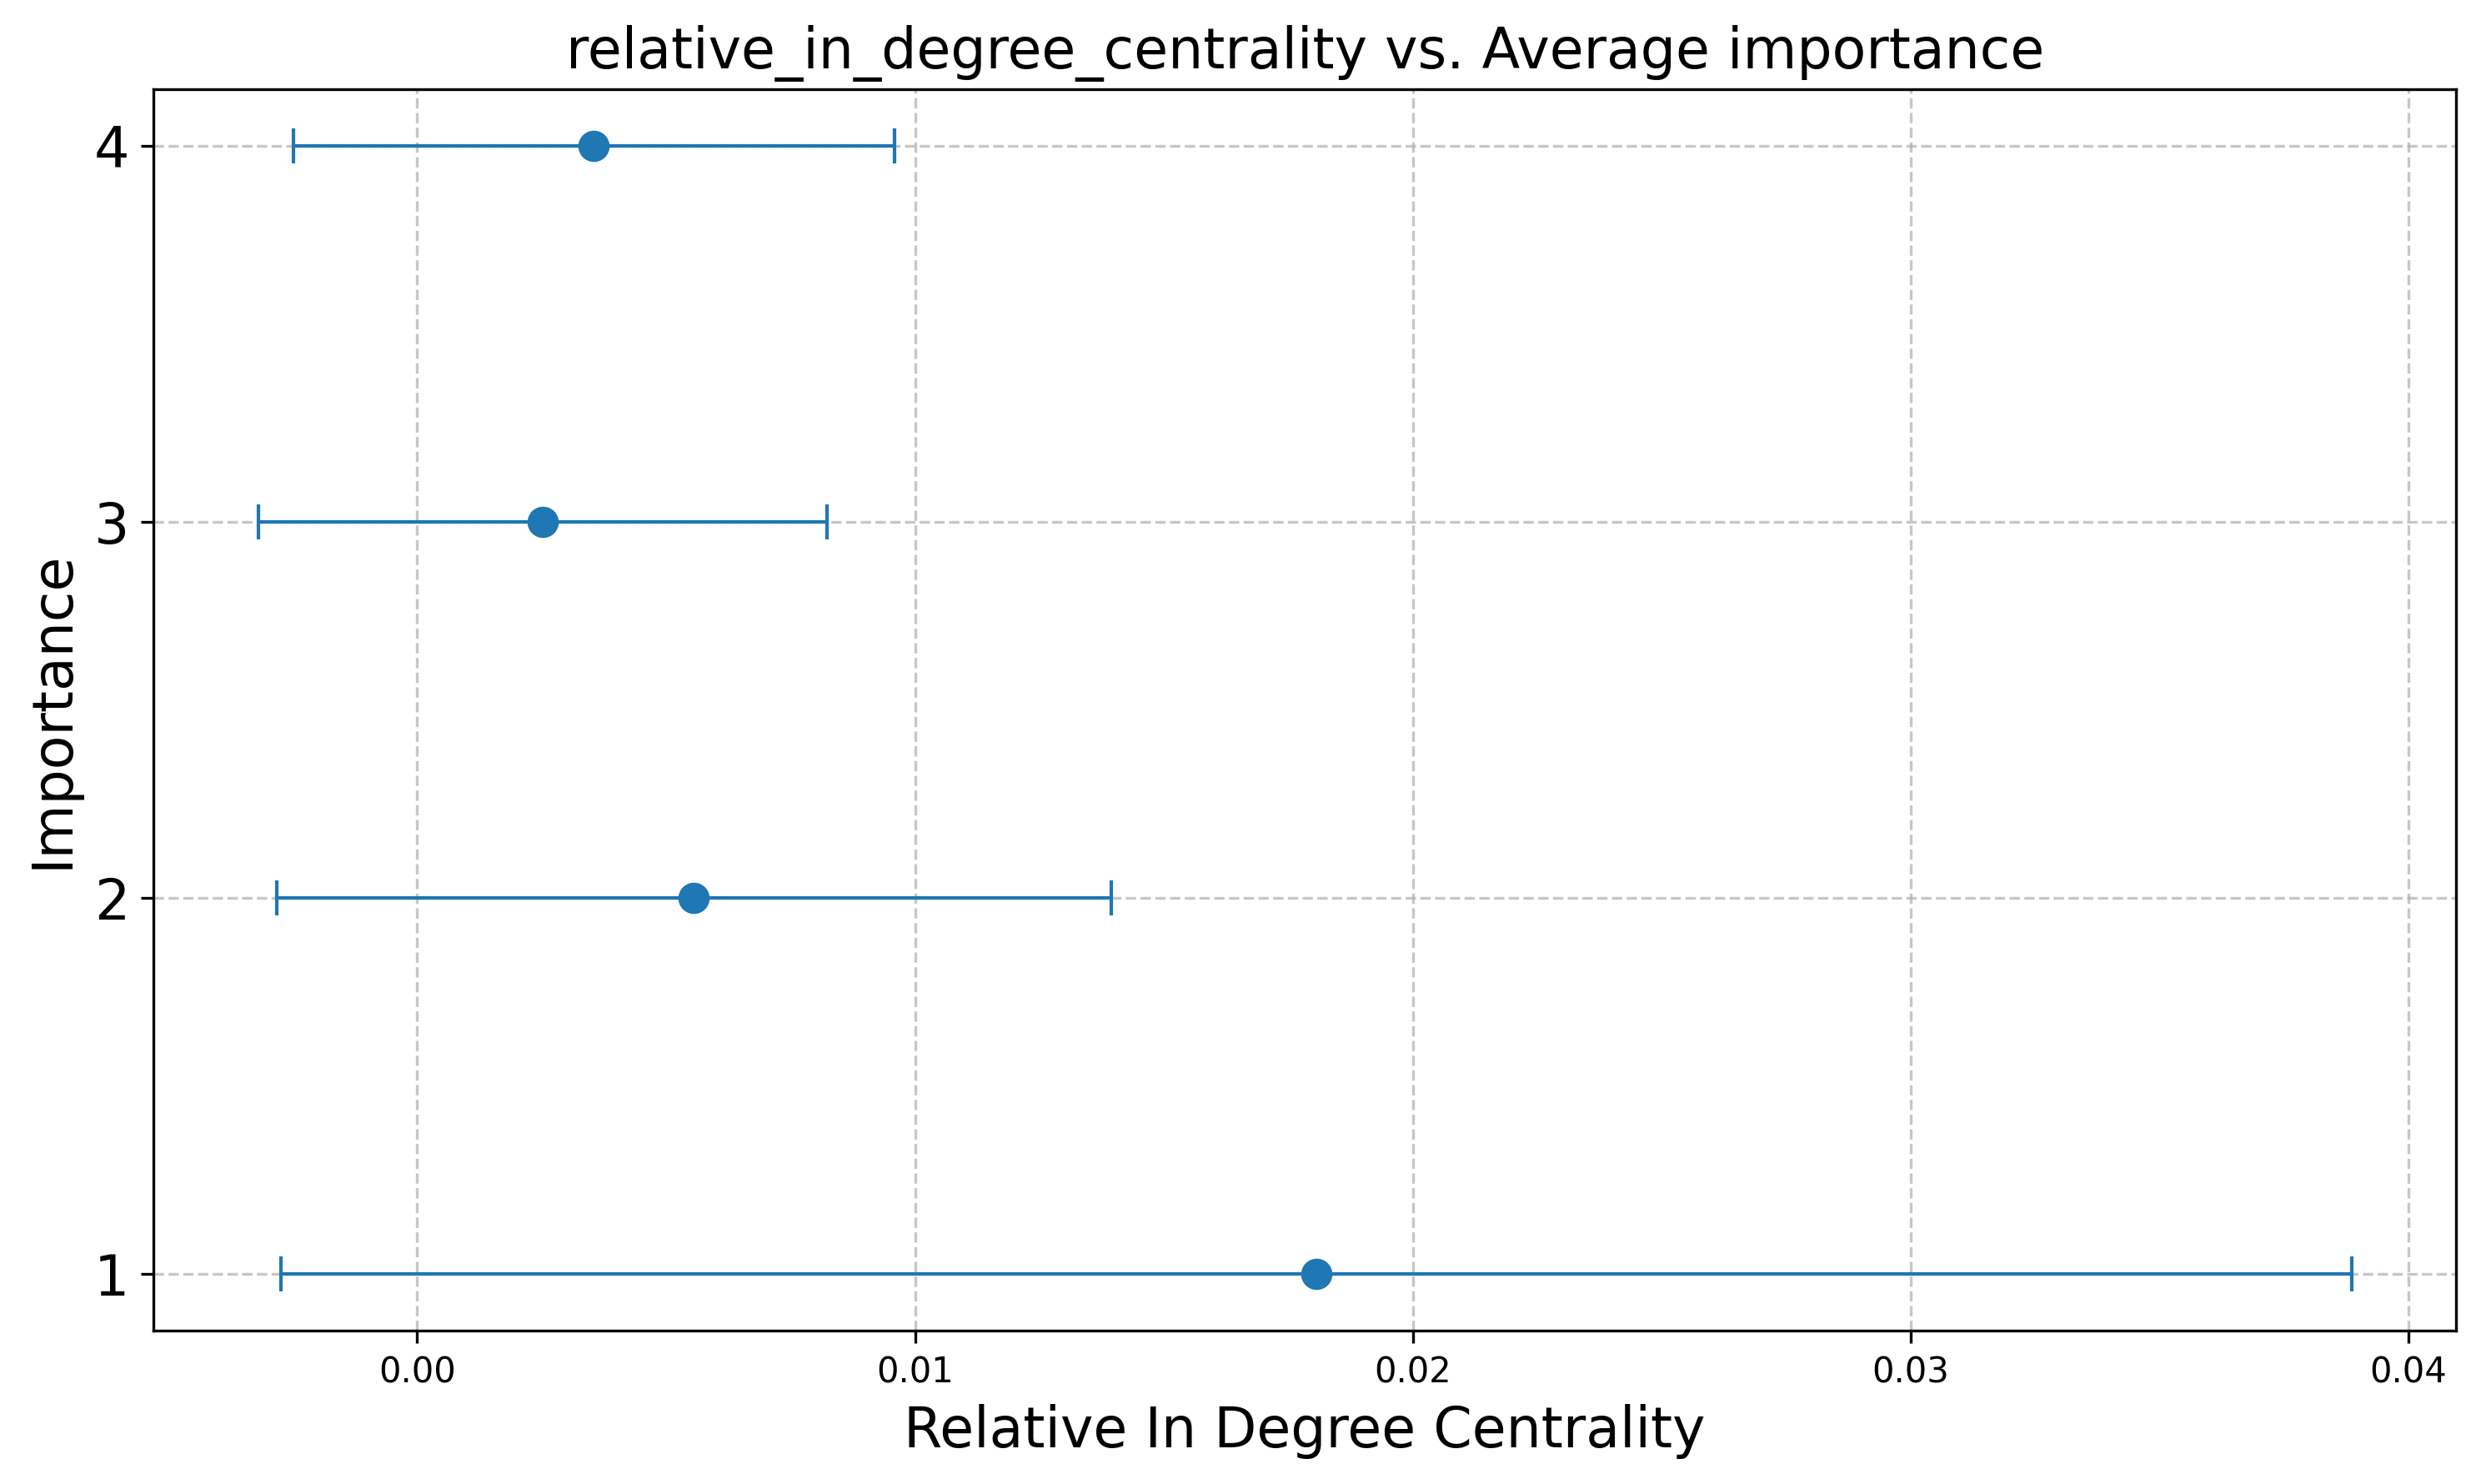 relative_in_degree_centrality vs. Average importance
4
3
2
1
Importance
0.00 0.01 0.02 0.03 0.04
Relative In Degree Centrality